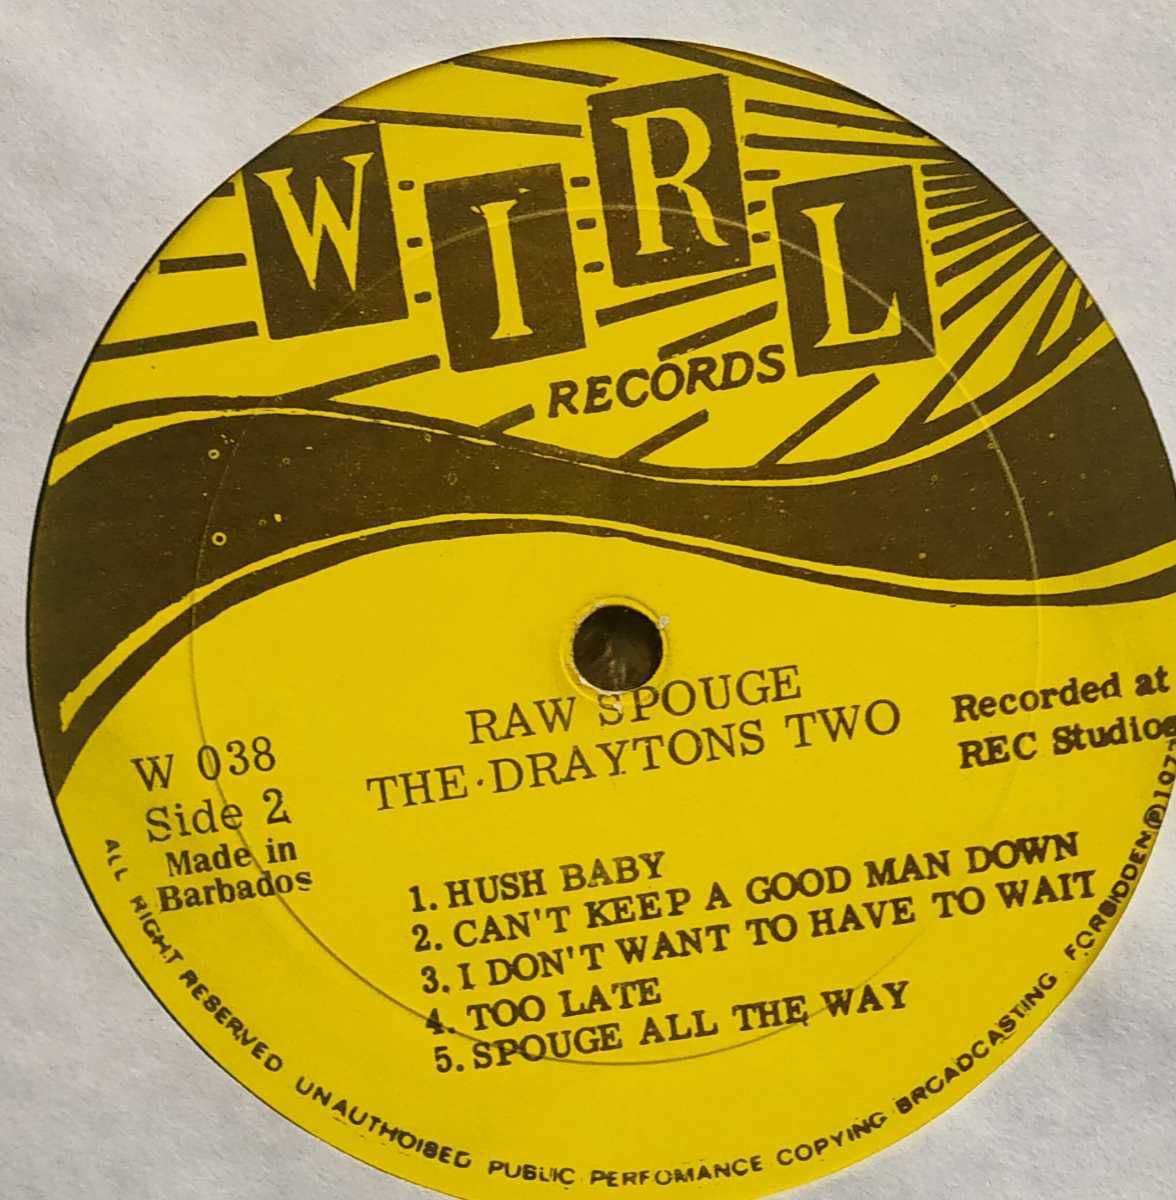 WIRL
RECORDS
RAW SPOUGE
THE·DRAYTONS TWO
Recorded at
REC Studios
W 038
Side 2
Made in
Barbados
1. HUSH BABY
2. CAN'T KEEP A GOOD MAN DOWN
3. I DON'T WANT TO HAVE TO WAIT
4. TOO LATE
5. SPOUGE ALL THE WAY
ALL RIGHT RESERVED UNAUTHOISED PUBLIC PERFOMANCE COPYING BROADCASTING FORBIDDEN ℗